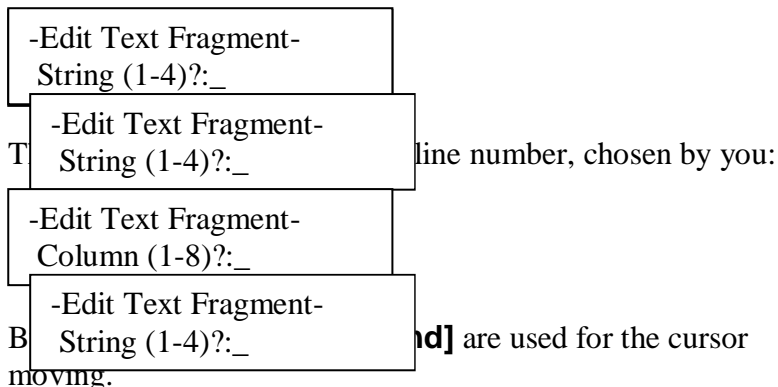 -Edit Text Fragment-
String (1-4)?:_
-Edit Text Fragment-
String (1-4)?:_
line number, chosen by you:
-Edit Text Fragment-
Column (1-8)?:_
-Edit Text Fragment-
String (1-4)?:_
are used for the cursor
moving.